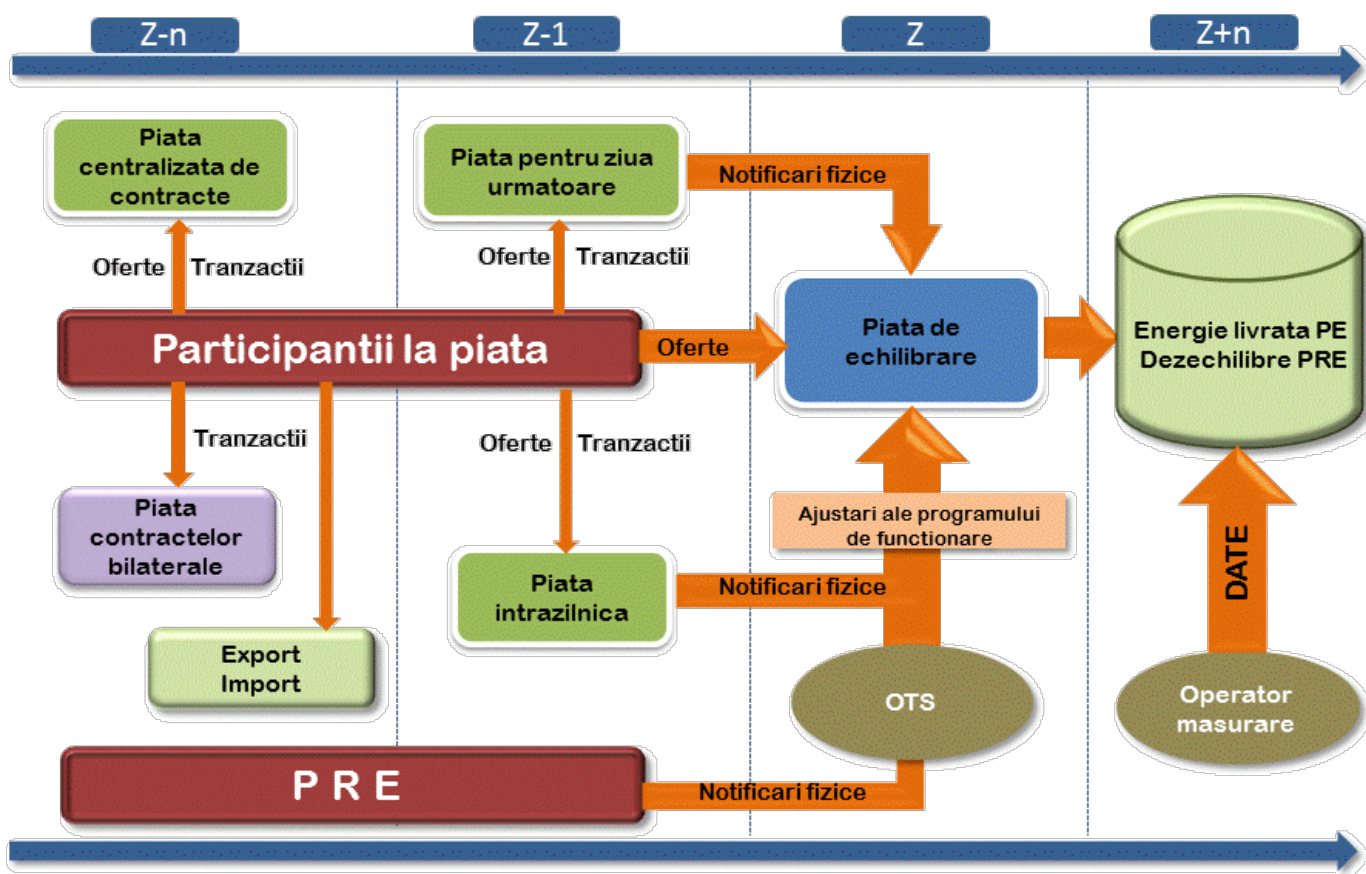 Z-n
Z-1
Z
Z+n
Piata
centralizata de
contracte
Piata pentru ziua
urmatoare
Notificari fizice
Oferte
Tranzactii
Oferte
Tranzactii
Participantii la piata
Oferte
Piata de
echilibrare
Energie livrata PE
Dezechilibre PRE
Tranzactii
Oferte
Tranzactii
Piata
contractelor
bilaterale
Ajustari ale programului
de functionare
DATE
Piata
intrazilnica
Notificari fizice
Export
Import
OTS
Operator
masurare
P R E
Notificari fizice